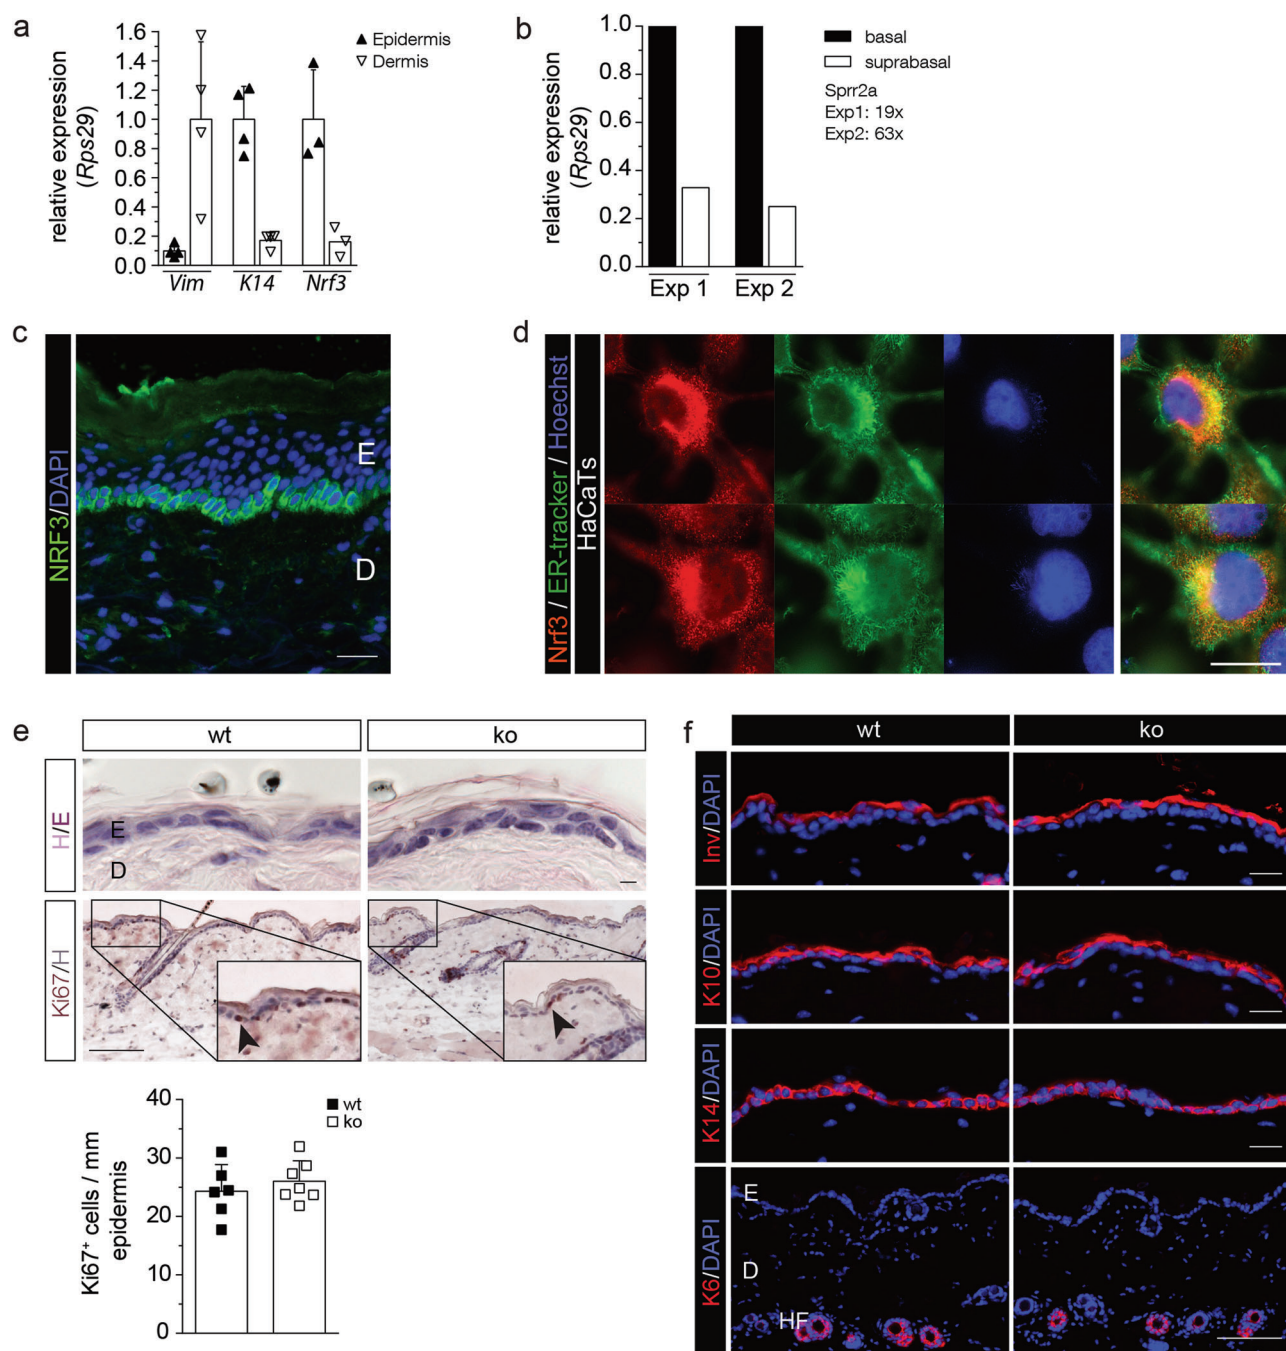 a
relative expression
(Rps29)
1.6
1.4
1.2
1.0
0.8
0.6
0.4
0.2
0.0
Vim
K14
Nrf3
Epidermis
Dermis
b
relative expression
(Rps29)
1.0
0.8
0.6
0.4
0.2
0.0
Exp 1
Exp 2
basal
suprabasal
Sprr2a
Exp1: 19x
Exp2: 63x
c
NRF3/DAPI
E
D
d
Nrf3 / ER-tracker / Hoechst
HaCaTs
e
wt
ko
H/E
E
D
Ki67/H
Ki67+ cells / mm
epidermis
40
30
20
10
0
wt
ko
f
wt
ko
Inv/DAPI
K10/DAPI
K14/DAPI
K6/DAPI
E
D
HF